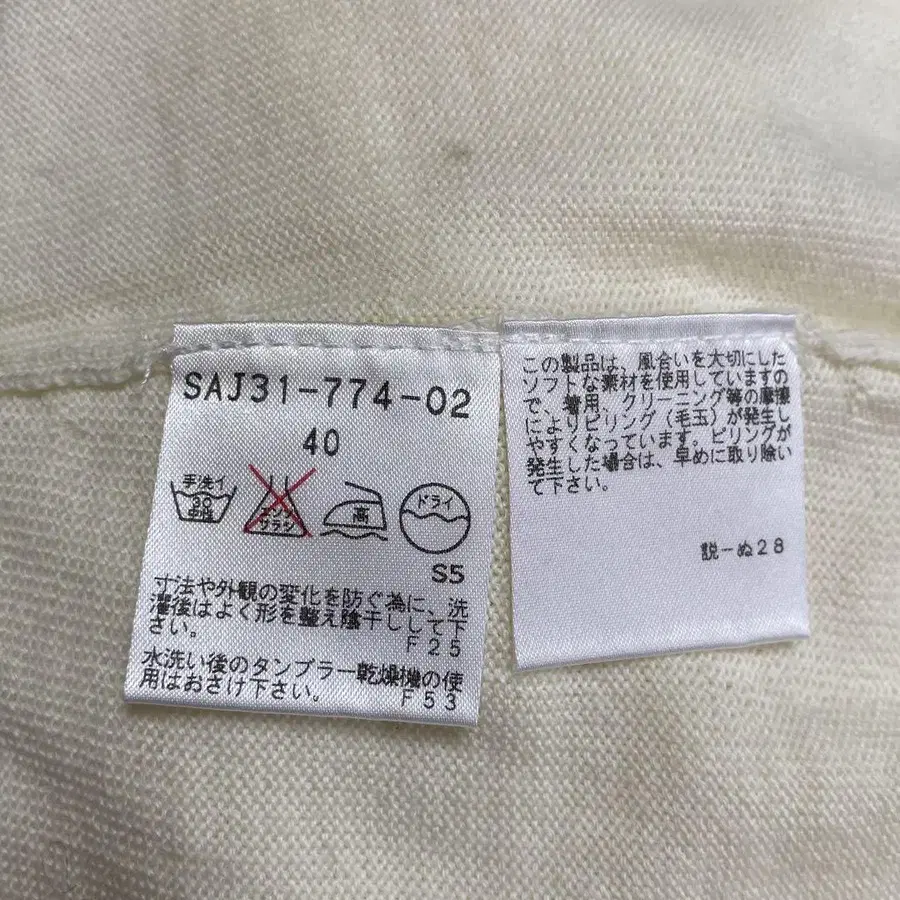 SAJ31-774-02
40
手洗イ
30
中性
エンソ
サラシ
高
ドライ
S5
寸法や外観の変化を防ぐ為に、洗
濯後はよく形を整え陰干しして下
さい。
F25
水洗い後のタンブラー乾燥機の使
用はおさけ下さい。
F53
この製品は、風合いを大切にした
ソフトな素材を使用していますの
で、着用、クリーニング等の摩擦
によりピリング（毛玉）が発生し
やすくなっています。ピリングが
発生した場合は、早めに取り除い
て下さい。
説-ぬ28